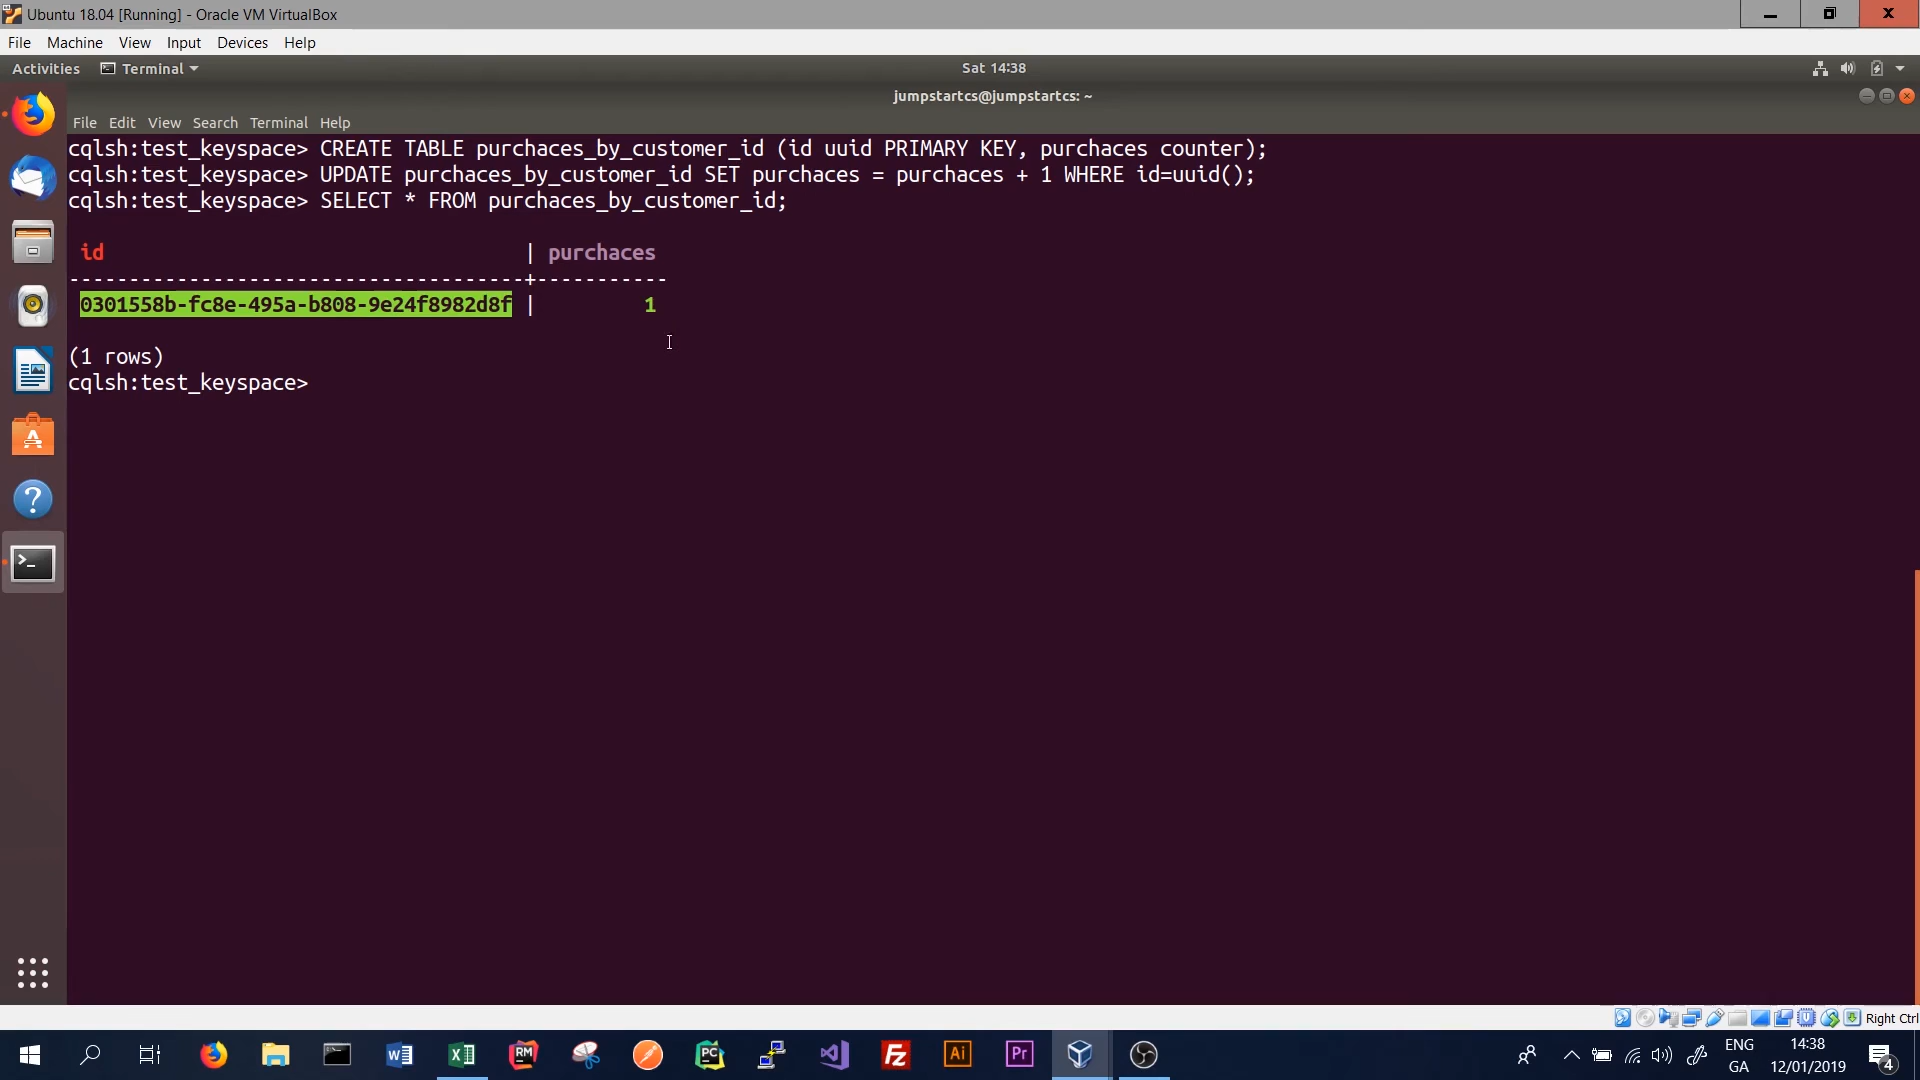 Ubuntu 18.04 [Running] - Oracle VM VirtualBox
File Machine View Input Devices Help
Activities Terminal Sat 14:38
jumpstartcs@jumpstartcs: ~
File Edit View Search Terminal Help
cqlsh:test_keyspace> CREATE TABLE purchaces_by_customer_id (id uuid PRIMARY KEY, purchaces counter);
cqlsh:test_keyspace> UPDATE purchaces_by_customer_id SET purchaces = purchaces + 1 WHERE id=uuid();
cqlsh:test_keyspace> SELECT * FROM purchaces_by_customer_id;
id | purchaces
--------------------------------------+-----------
0301558b-fc8e-495a-b808-9e24f8982d8f | 1
(1 rows)
cqlsh:test_keyspace>
Right Ctrl
ENG 14:38
GA 12/01/2019 4